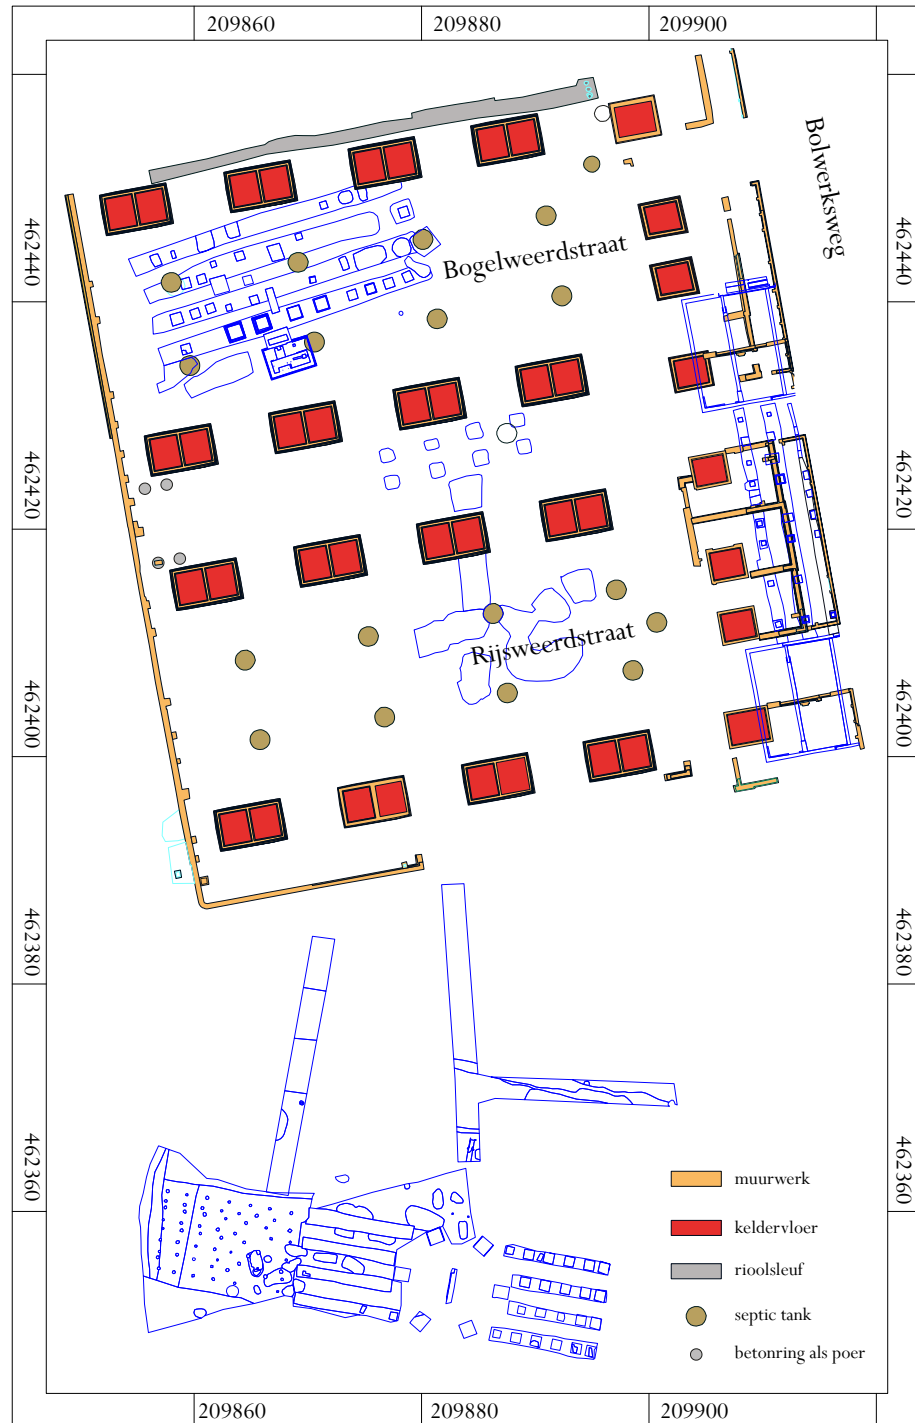 209860
209880
209900
Bolwerksweg
462440
462440
Bogelweerdstraat
462420
462420
Rijsweerdstraat
462400
462400
462380
462380
462360
462360
muurwerk
keldervloer
rioolsleuf
septic tank
betonring als poer
209860
209880
209900